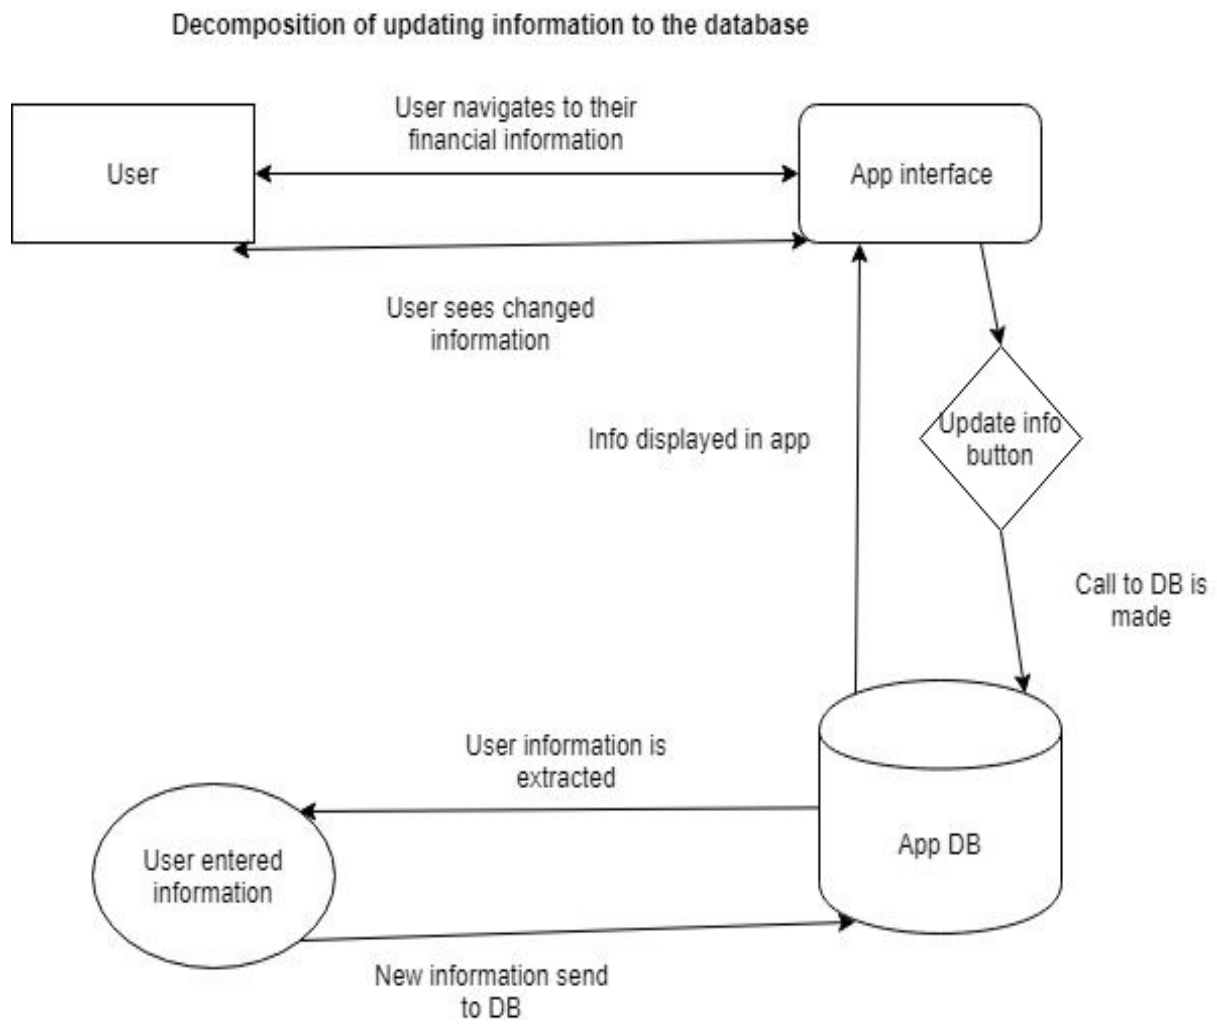 Decomposition of updating information to the database
User navigates to their
financial information
User
App interface
User sees changed
information
Info displayed in app
Update info
button
Call to DB is
made
User information is
extracted
User entered
information
App DB
New information send
to DB